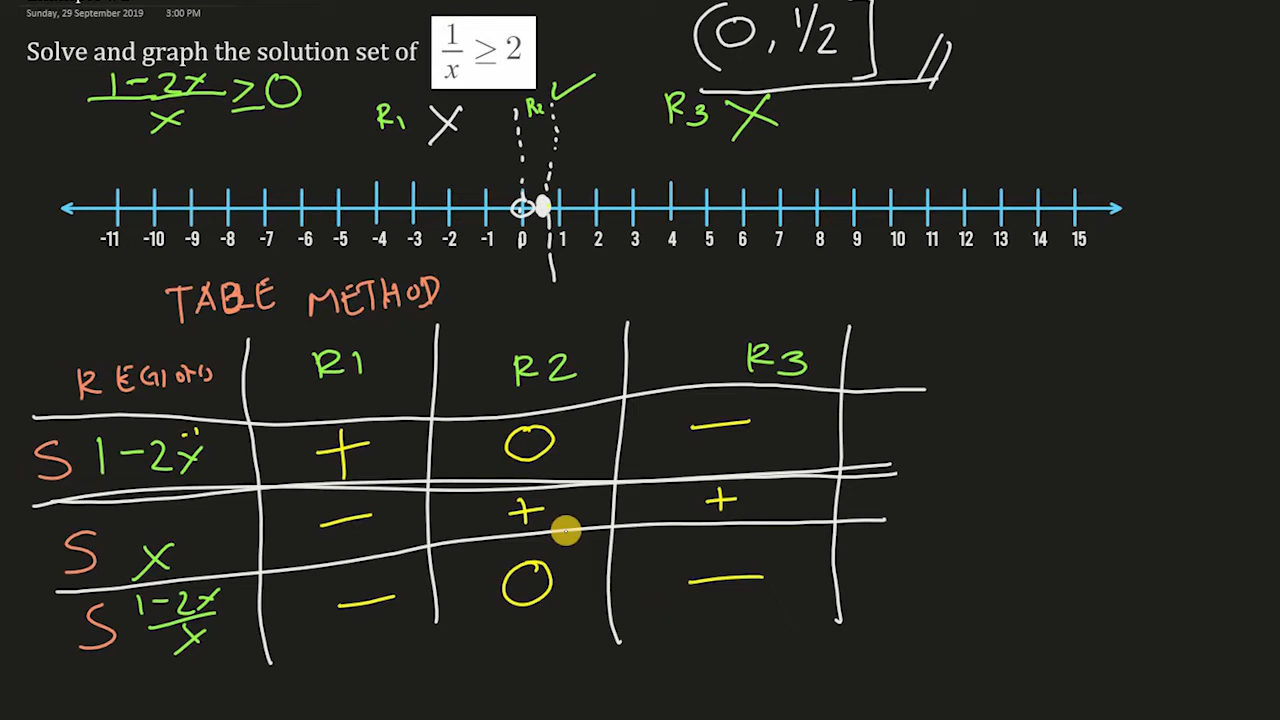 Sunday, 29 September 2019 3:00 PM
Solve and graph the solution set of 1/x ≥ 2
(0, 1/2]
(1-2x)/x ≥ 0
R1 X R2 ✓ R3 X
-11 -10 -9 -8 -7 -6 -5 -4 -3 -2 -1 0 1 2 3 4 5 6 7 8 9 10 11 12 13 14 15
TABLE METHOD
REGIONS R1 R2 R3
S 1-2x + 0 -
S x - + +
S (1-2x)/x - 0 -